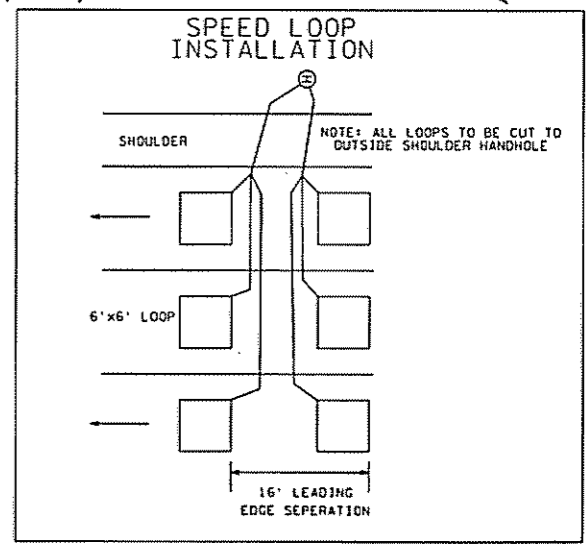 SPEED LOOP
INSTALLATION
H
SHOULDER
NOTE: ALL LOOPS TO BE CUT TO
OUTSIDE SHOULDER HANDHOLE
6'x6' LOOP
16' LEADING
EDGE SEPERATION